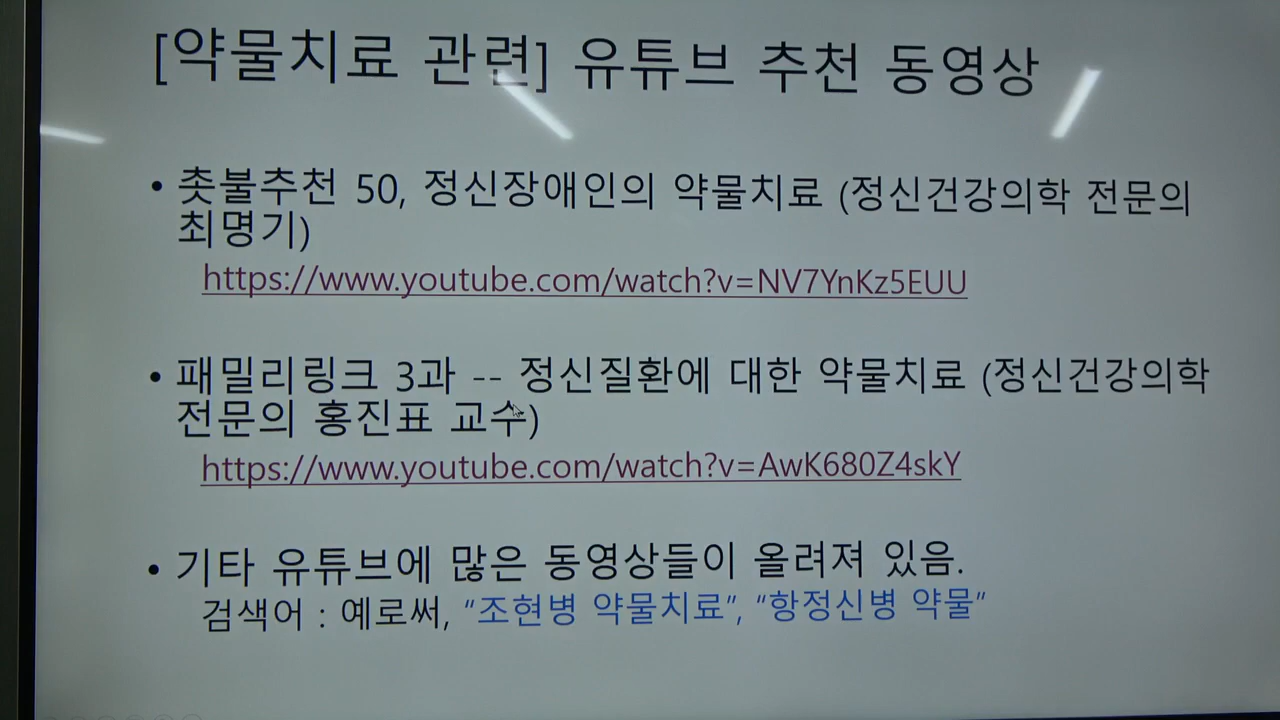 [약물치료 관련] 유튜브 추천 동영상
• 촛불추천 50, 정신장애인의 약물치료 (정신건강의학 전문의
최명기)
https://www.youtube.com/watch?v=NV7YnKz5EUU
• 패밀리링크 3과 -- 정신질환에 대한 약물치료 (정신건강의학
전문의 홍진표 교수)
https://www.youtube.com/watch?v=AwK680Z4skY
• 기타 유튜브에 많은 동영상들이 올려져 있음.
검색어 : 예로써, “조현병 약물치료”, “항정신병 약물”